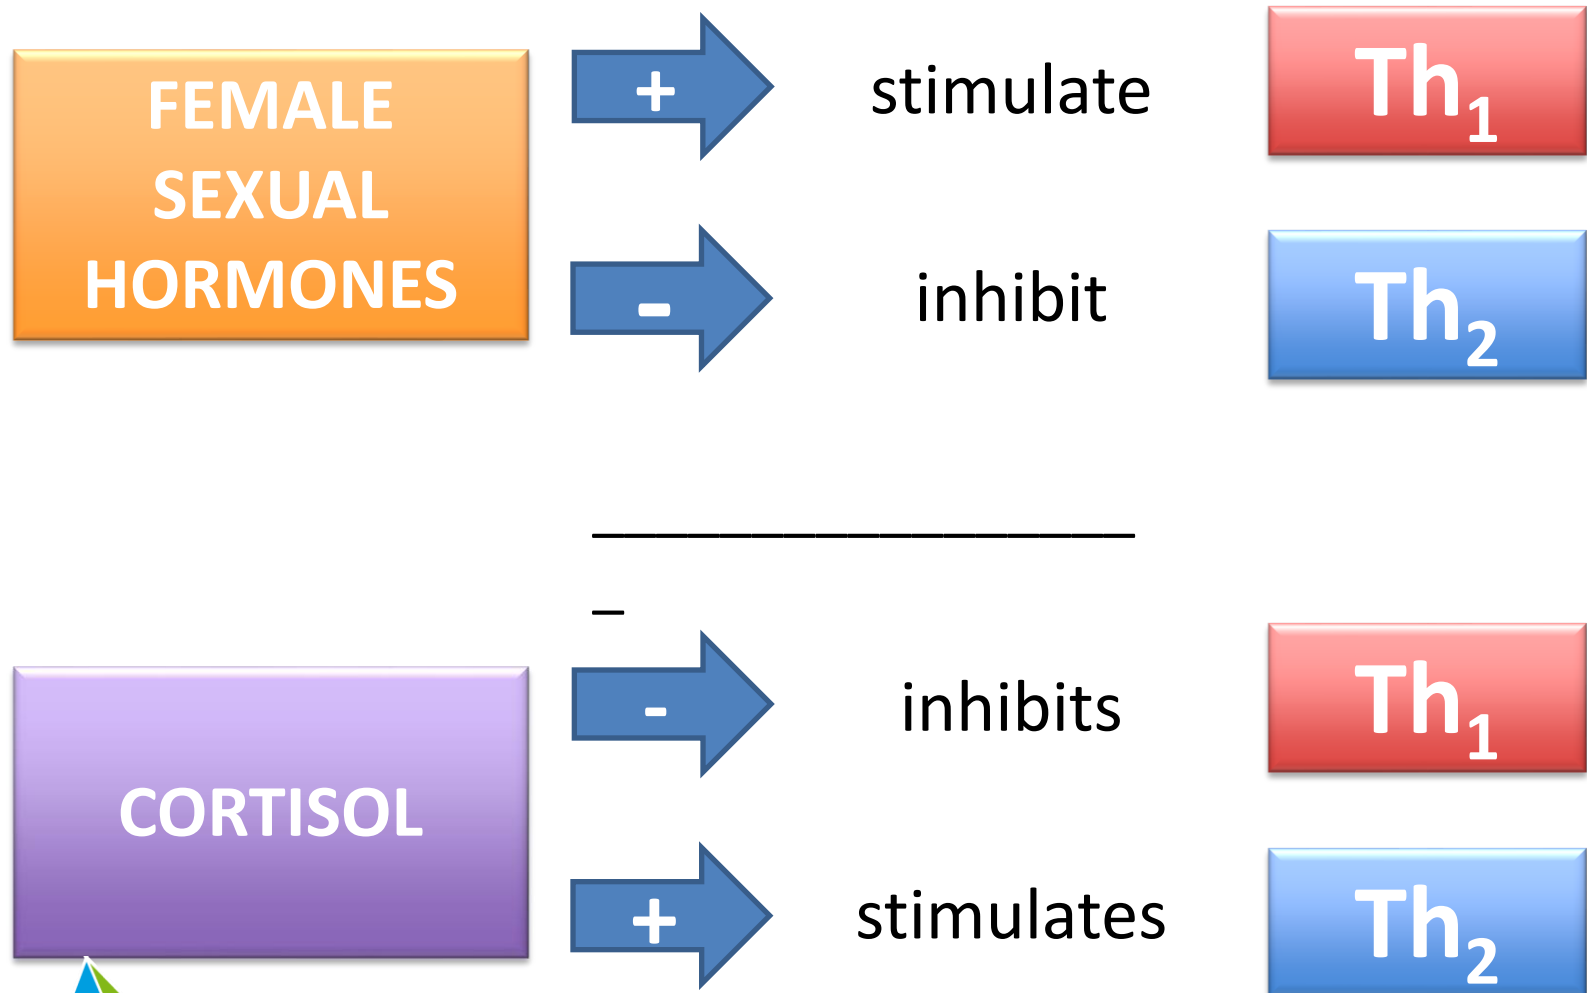 FEMALE
SEXUAL
HORMONES
+
stimulate
Th₁
-
inhibit
Th₂
_________________
_
CORTISOL
-
inhibits
Th₁
+
stimulates
Th₂